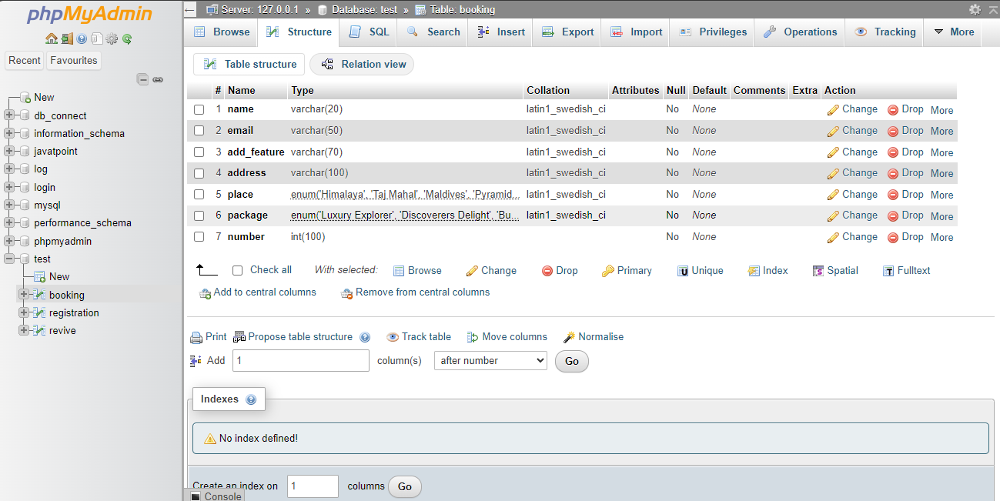 phpMyAdmin
Recent Favourites
New
db_connect
information_schema
javatpoint
log
login
mysql
performance_schema
phpmyadmin
test
New
booking
registration
revive
Server: 127.0.0.1 » Database: test » Table: booking
Browse Structure SQL Search Insert Export Import Privileges Operations Tracking More
Table structure Relation view
# Name Type Collation Attributes Null Default Comments Extra Action
1 name varchar(20) latin1_swedish_ci No None Change Drop More
2 email varchar(50) latin1_swedish_ci No None Change Drop More
3 add_feature varchar(70) latin1_swedish_ci No None Change Drop More
4 address varchar(100) latin1_swedish_ci No None Change Drop More
5 place enum('Himalaya', 'Taj Mahal', 'Maldives', 'Pyramid... latin1_swedish_ci No None Change Drop More
6 package enum('Luxury Explorer', 'Discoverers Delight', 'Bu... latin1_swedish_ci No None Change Drop More
7 number int(100) No None Change Drop More
Check all With selected: Browse Change Drop Primary U Unique Index S Spatial T Fulltext
Add to central columns Remove from central columns
Print Propose table structure Track table Move columns Normalise
Add 1 column(s) after number Go
Indexes
No index defined!
Create an index on 1 columns Go
Console